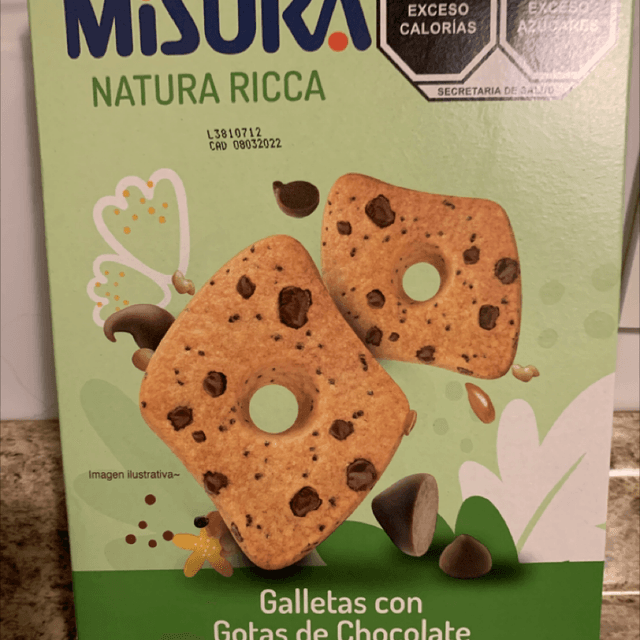 MiSURA
EXCESO
CALORÍAS
EXCESO
AZÚCARES
SECRETARÍA DE SALUD
NATURA RICCA
L3810712
CAD 08032022
Imagen ilustrativa~
Galletas con
Gotas de Chocolate